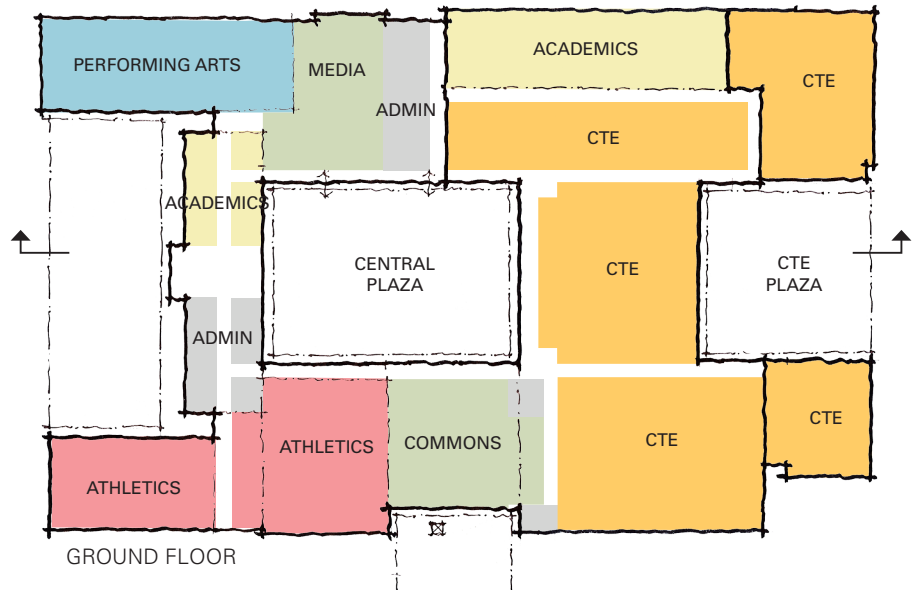 ACADEMICS
PERFORMING ARTS
MEDIA
CTE
ADMIN
CTE
ACADEMICS
CENTRAL
PLAZA
CTE
CTE
PLAZA
ADMIN
CTE
ATHLETICS
COMMONS
CTE
ATHLETICS
GROUND FLOOR